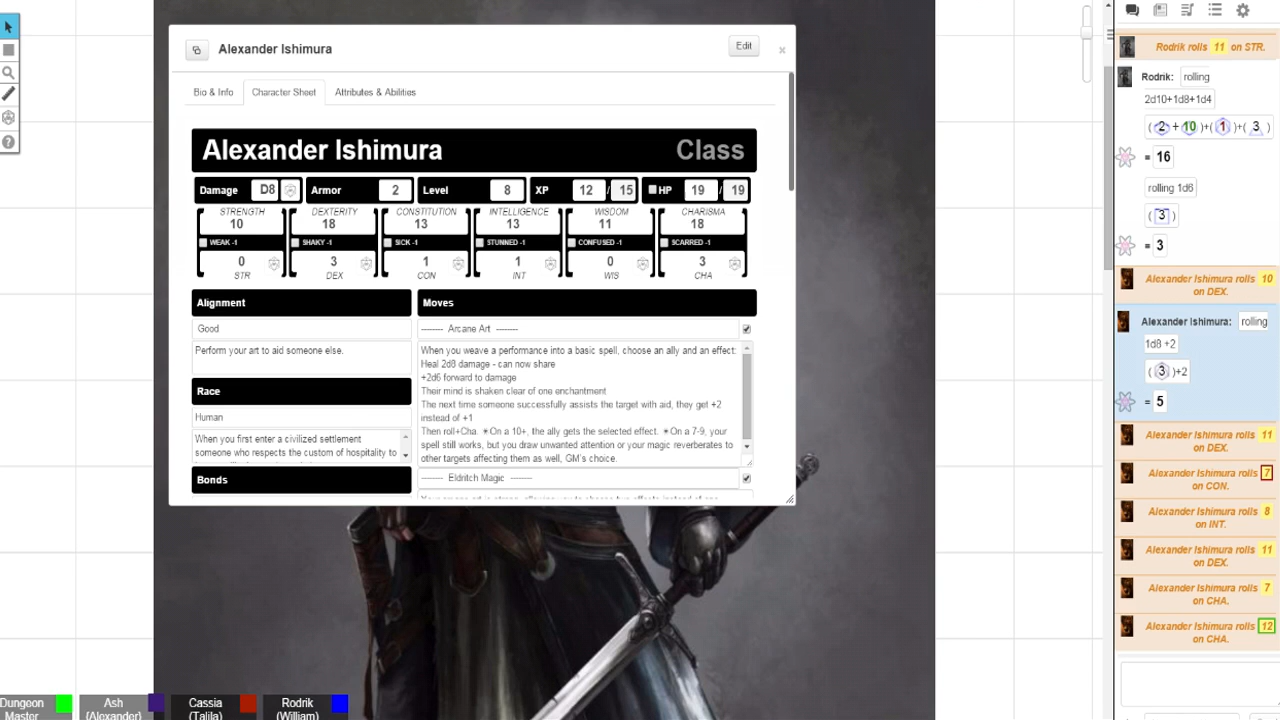 Alexander Ishimura
Edit
×
Bio & Info
Character Sheet
Attributes & Abilities
Alexander Ishimura
Class
Damage D8
Armor 2
Level 8
XP 12 / 15
HP 19 / 19
STRENGTH
10
WEAK -1
0
STR
DEXTERITY
18
SHAKY -1
3
DEX
CONSTITUTION
13
SICK -1
1
CON
INTELLIGENCE
13
STUNNED -1
1
INT
WISDOM
11
CONFUSED -1
0
WIS
CHARISMA
18
SCARRED -1
3
CHA
Alignment
Good
Perform your art to aid someone else.
Race
Human
When you first enter a civilized settlement
someone who respects the custom of hospitality to
Bonds
Moves
-------- Arcane Art --------
When you weave a performance into a basic spell, choose an ally and an effect:
Heal 2d8 damage - can now share
+2d6 forward to damage
Their mind is shaken clear of one enchantment
The next time someone successfully assists the target with aid, they get +2
instead of +1
Then roll+Cha. ✴On a 10+, the ally gets the selected effect. ✴On a 7-9, your
spell still works, but you draw unwanted attention or your magic reverberates to
other targets affecting them as well, GM's choice.
-------- Eldritch Magic --------
Rodrik rolls 11 on STR.
Rodrik: rolling
2d10+1d8+1d4
(2+10)+(1)+(3)
= 16
rolling 1d6
(3)
= 3
Alexander Ishimura rolls 10
on DEX.
Alexander Ishimura: rolling
1d8 +2
(3)+2
= 5
Alexander Ishimura rolls 11
on DEX.
Alexander Ishimura rolls 7
on CON.
Alexander Ishimura rolls 8
on INT.
Alexander Ishimura rolls 11
on DEX.
Alexander Ishimura rolls 7
on CHA.
Alexander Ishimura rolls 12
on CHA.
Dungeon
Master
Ash
(Alexander)
Cassia
(Talila)
Rodrik
(William)